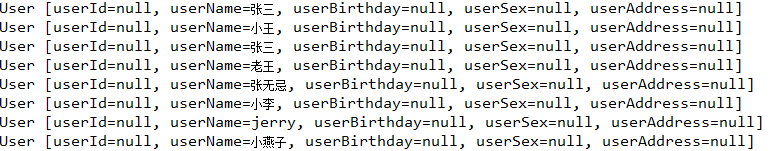 User [userId=null, userName=张三, userBirthday=null, userSex=null, userAddress=null]
User [userId=null, userName=小王, userBirthday=null, userSex=null, userAddress=null]
User [userId=null, userName=张三, userBirthday=null, userSex=null, userAddress=null]
User [userId=null, userName=老王, userBirthday=null, userSex=null, userAddress=null]
User [userId=null, userName=张无忌, userBirthday=null, userSex=null, userAddress=null]
User [userId=null, userName=小李, userBirthday=null, userSex=null, userAddress=null]
User [userId=null, userName=jerry, userBirthday=null, userSex=null, userAddress=null]
User [userId=null, userName=小燕子, userBirthday=null, userSex=null, userAddress=null]